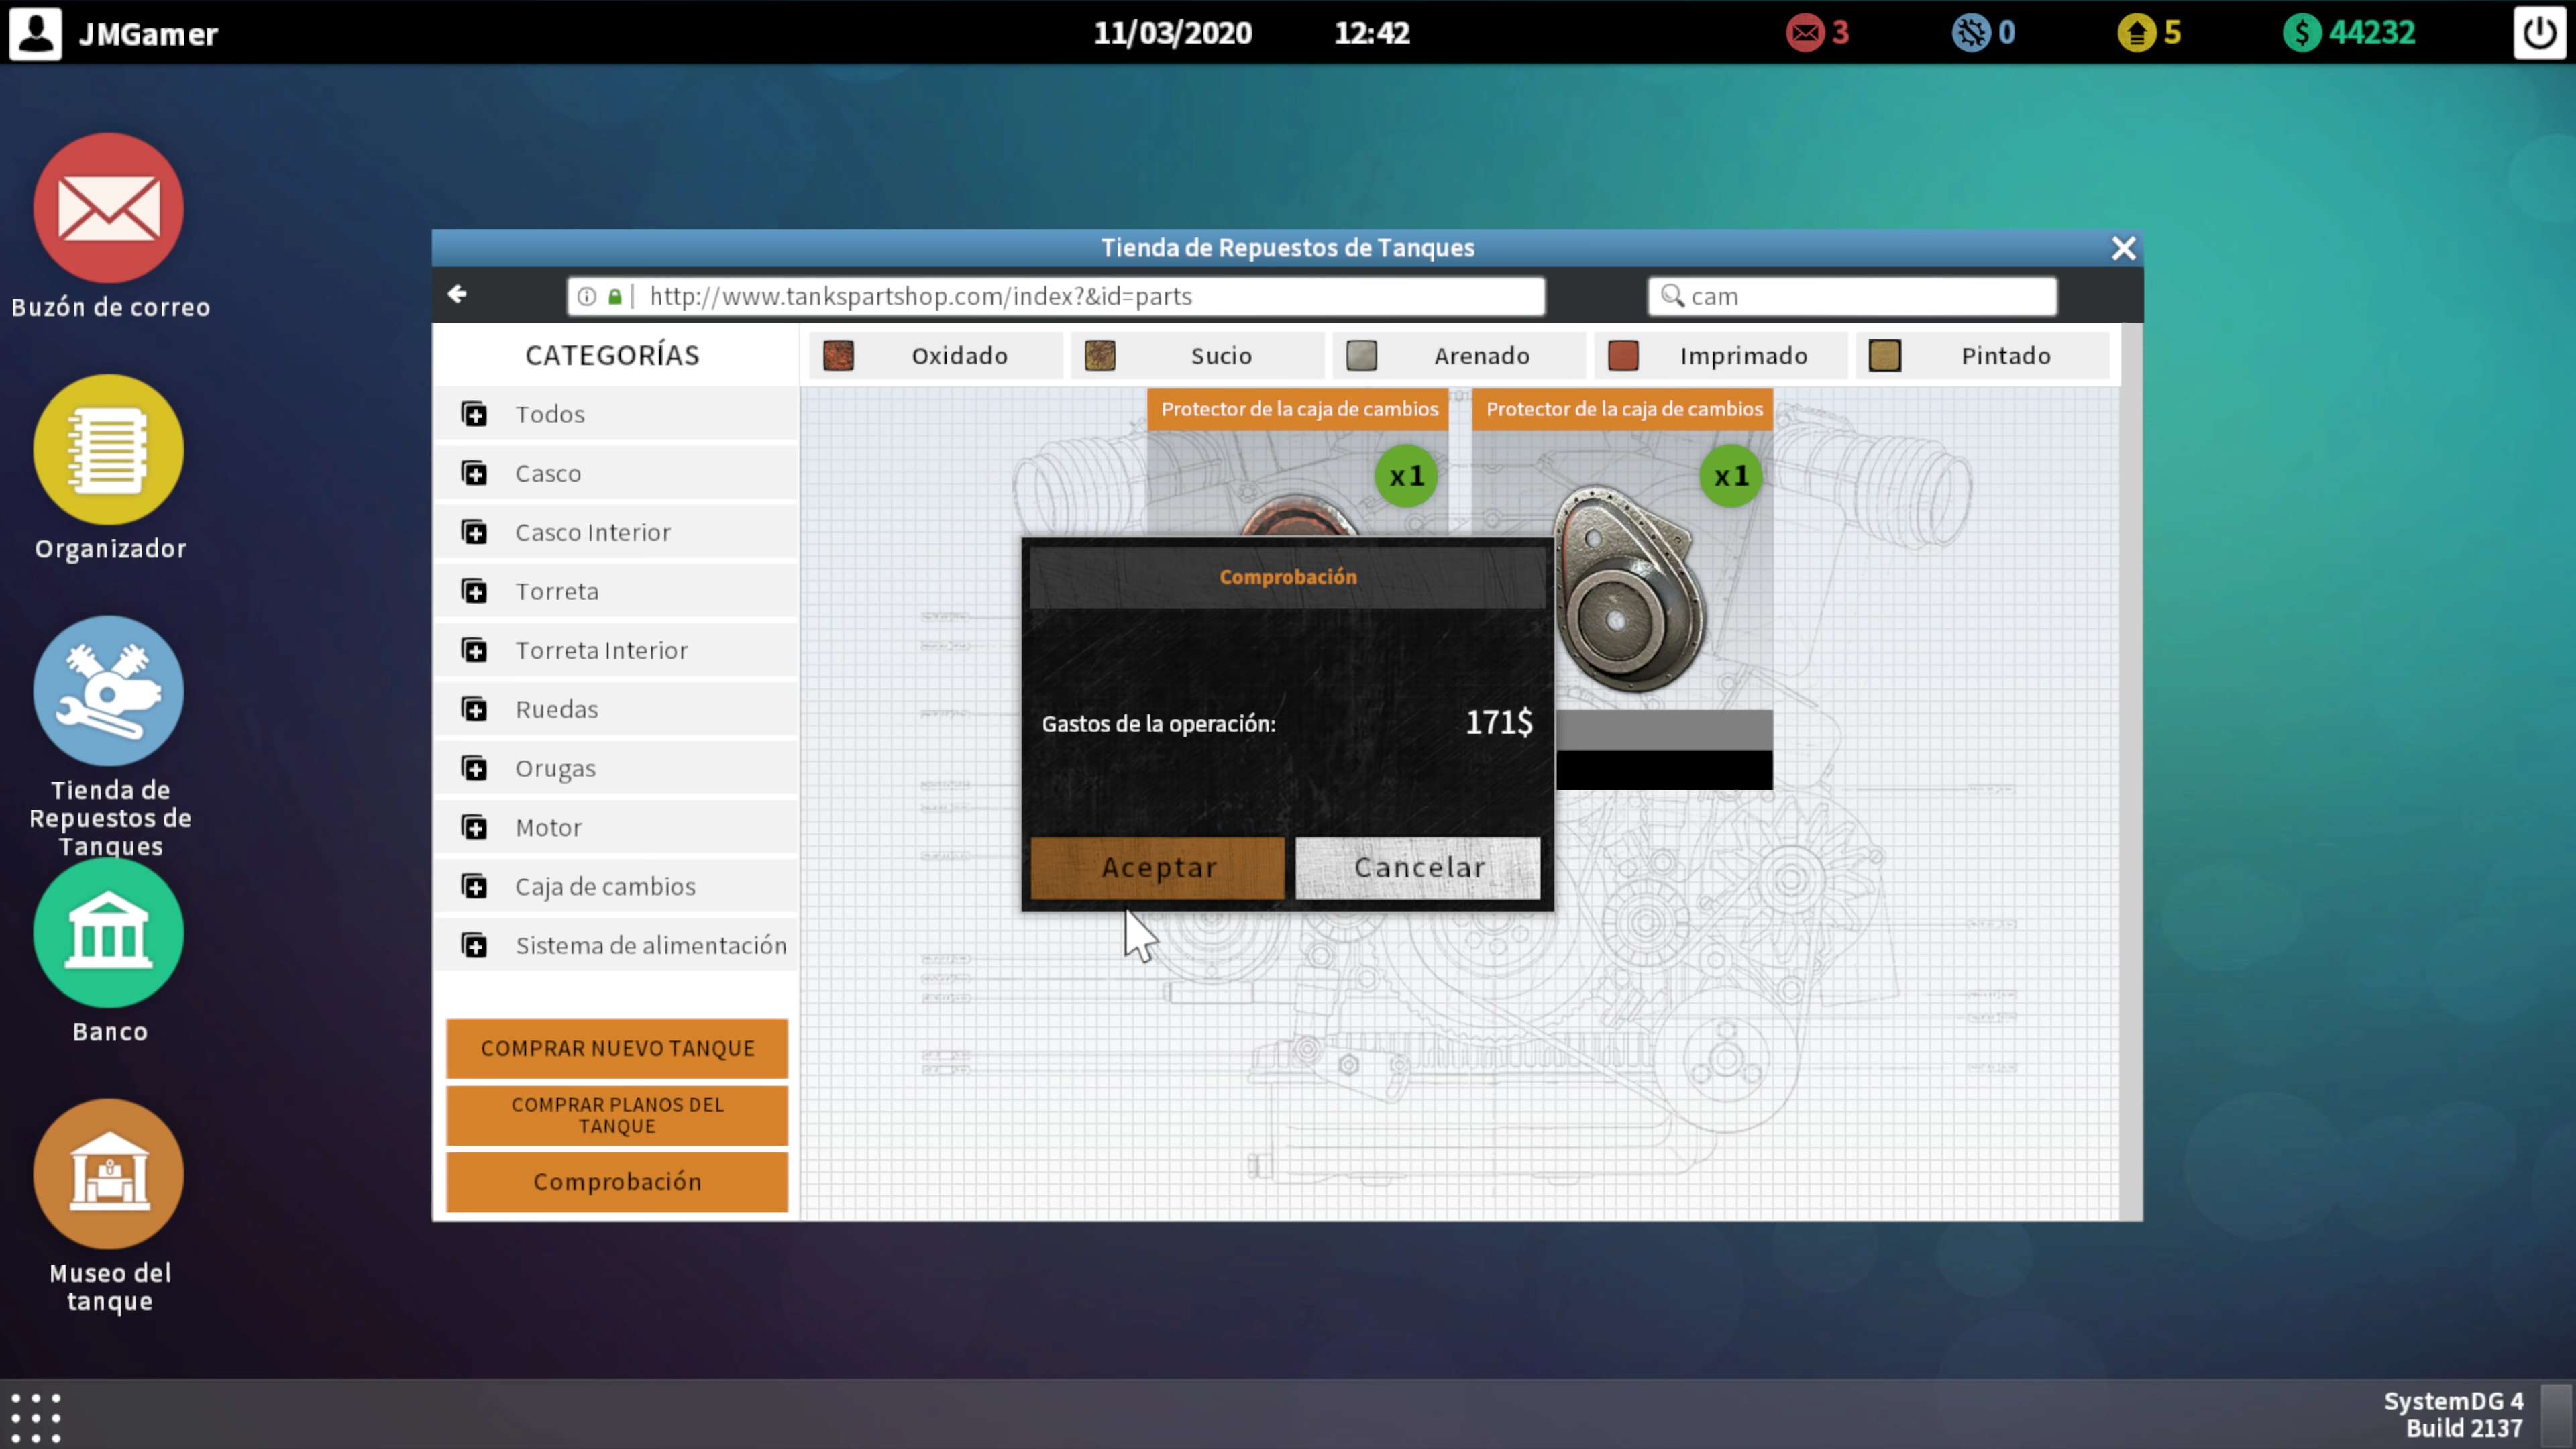 JMGamer
11/03/2020
12:42
3
0
5
44232
Buzón de correo
Organizador
Tienda de
Repuestos de
Tanques
Banco
Museo del
tanque
Tienda de Repuestos de Tanques
http://www.tankspartshop.com/index?&id=parts
cam
CATEGORÍAS
Todos
Casco
Casco Interior
Torreta
Torreta Interior
Ruedas
Orugas
Motor
Caja de cambios
Sistema de alimentación
COMPRAR NUEVO TANQUE
COMPRAR PLANOS DEL
TANQUE
Comprobación
Oxidado
Sucio
Arenado
Imprimado
Pintado
Protector de la caja de cambios
x1
Protector de la caja de cambios
x1
Comprobación
Gastos de la operación:
171$
Aceptar
Cancelar
SystemDG 4
Build 2137